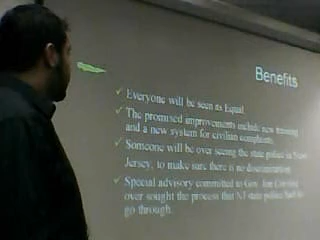 Benefits
✓ Everyone will be seen as Equal
✓ The promised improvements include new training
and a new system for civilian complaints.
✓ Someone will be over seeing the state police in New
Jersey, to make sure there is no discrimination
✓ Special advisory committed to Gov. Jon Corzine
over sought the process that NJ state police had to
go through.